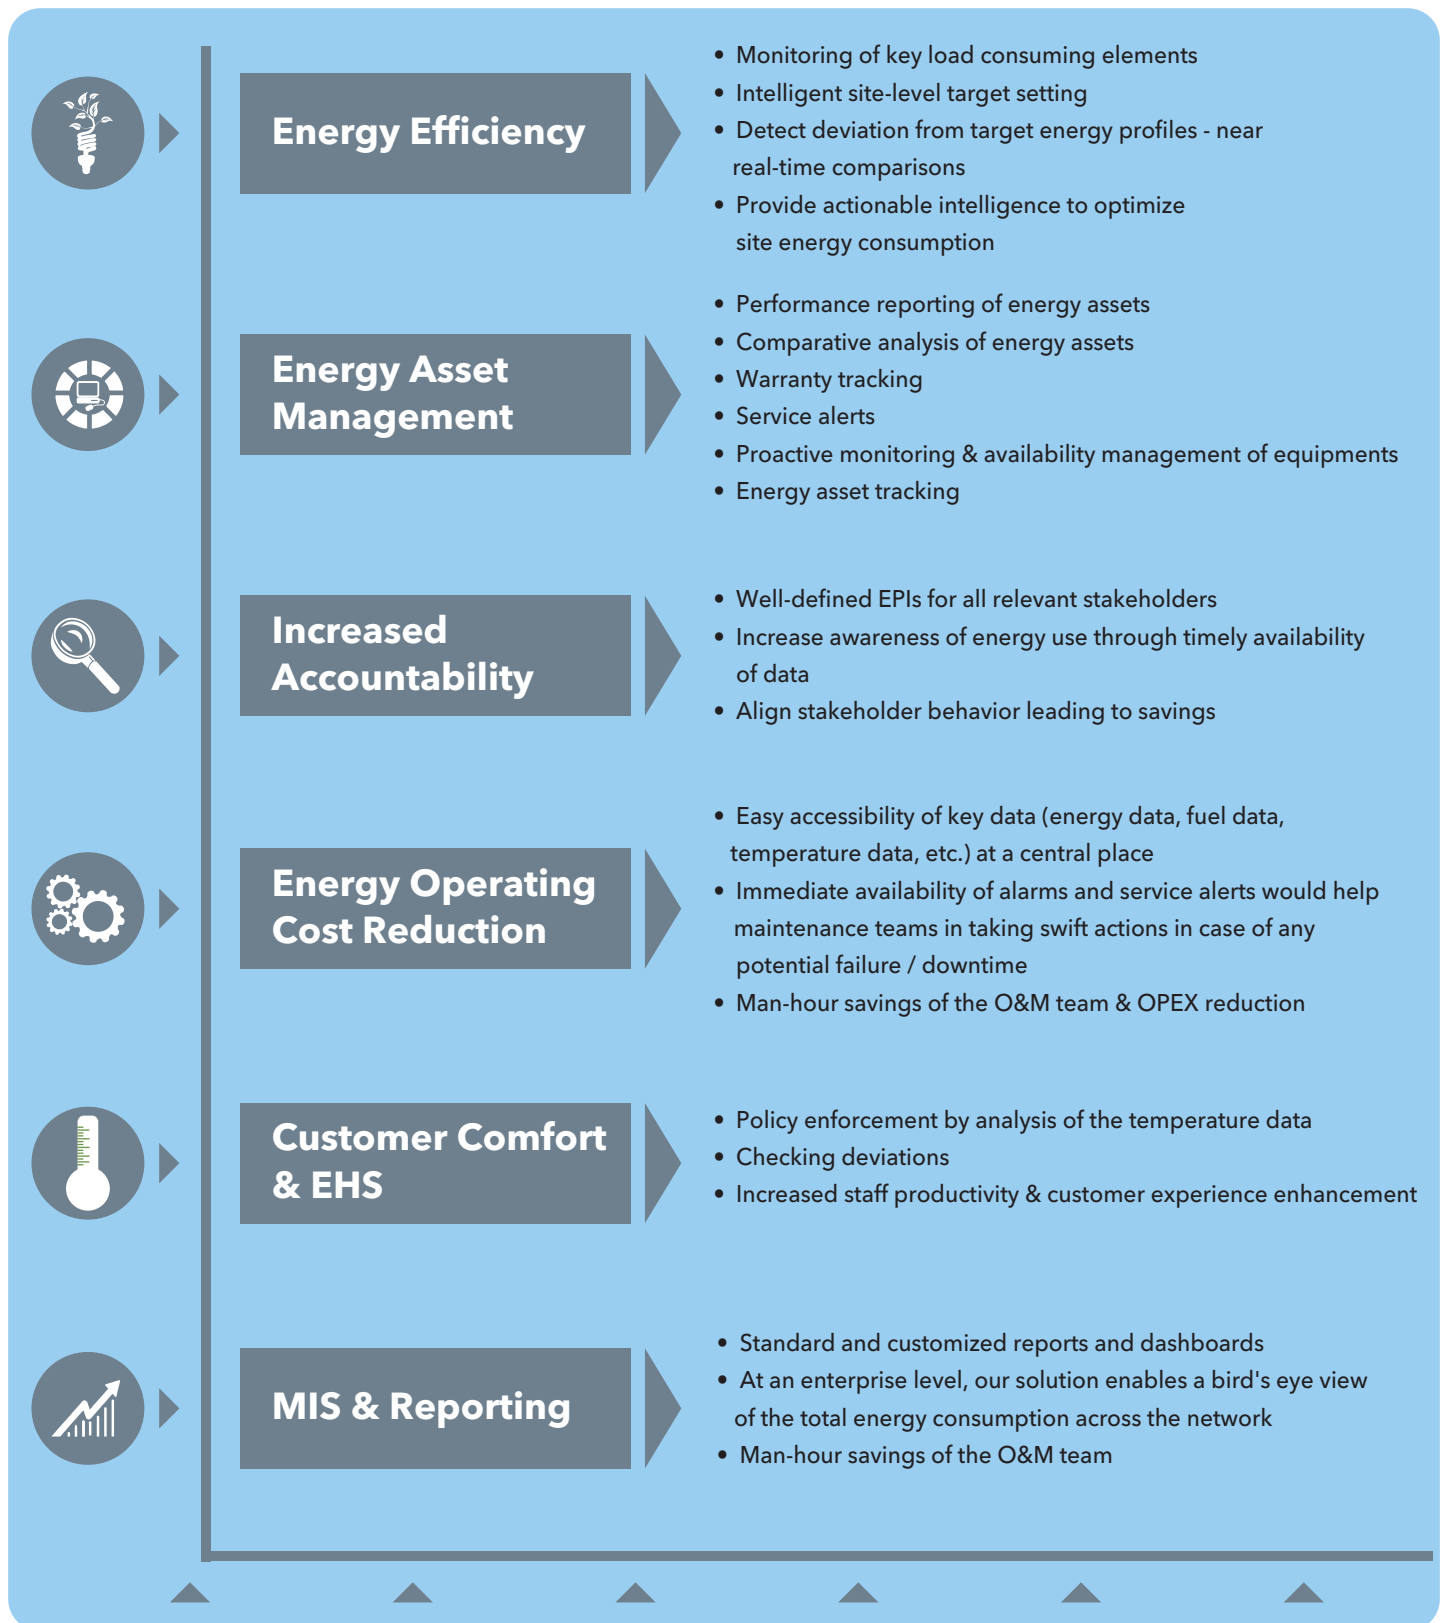 Energy Efficiency
• Monitoring of key load consuming elements
• Intelligent site-level target setting
• Detect deviation from target energy profiles - near
real-time comparisons
• Provide actionable intelligence to optimize
site energy consumption
Energy Asset
Management
• Performance reporting of energy assets
• Comparative analysis of energy assets
• Warranty tracking
• Service alerts
• Proactive monitoring & availability management of equipments
• Energy asset tracking
Increased
Accountability
• Well-defined EPIs for all relevant stakeholders
• Increase awareness of energy use through timely availability
of data
• Align stakeholder behavior leading to savings
Energy Operating
Cost Reduction
• Easy accessibility of key data (energy data, fuel data,
temperature data, etc.) at a central place
• Immediate availability of alarms and service alerts would help
maintenance teams in taking swift actions in case of any
potential failure / downtime
• Man-hour savings of the O&M team & OPEX reduction
Customer Comfort
& EHS
• Policy enforcement by analysis of the temperature data
• Checking deviations
• Increased staff productivity & customer experience enhancement
MIS & Reporting
• Standard and customized reports and dashboards
• At an enterprise level, our solution enables a bird's eye view
of the total energy consumption across the network
• Man-hour savings of the O&M team